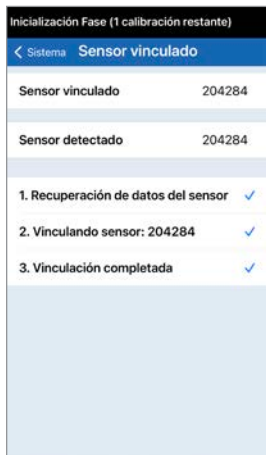 Inicialización Fase (1 calibración restante)
Sistema Sensor vinculado
Sensor vinculado 204284
Sensor detectado 204284
1. Recuperación de datos del sensor
2. Vinculando sensor: 204284
3. Vinculación completada